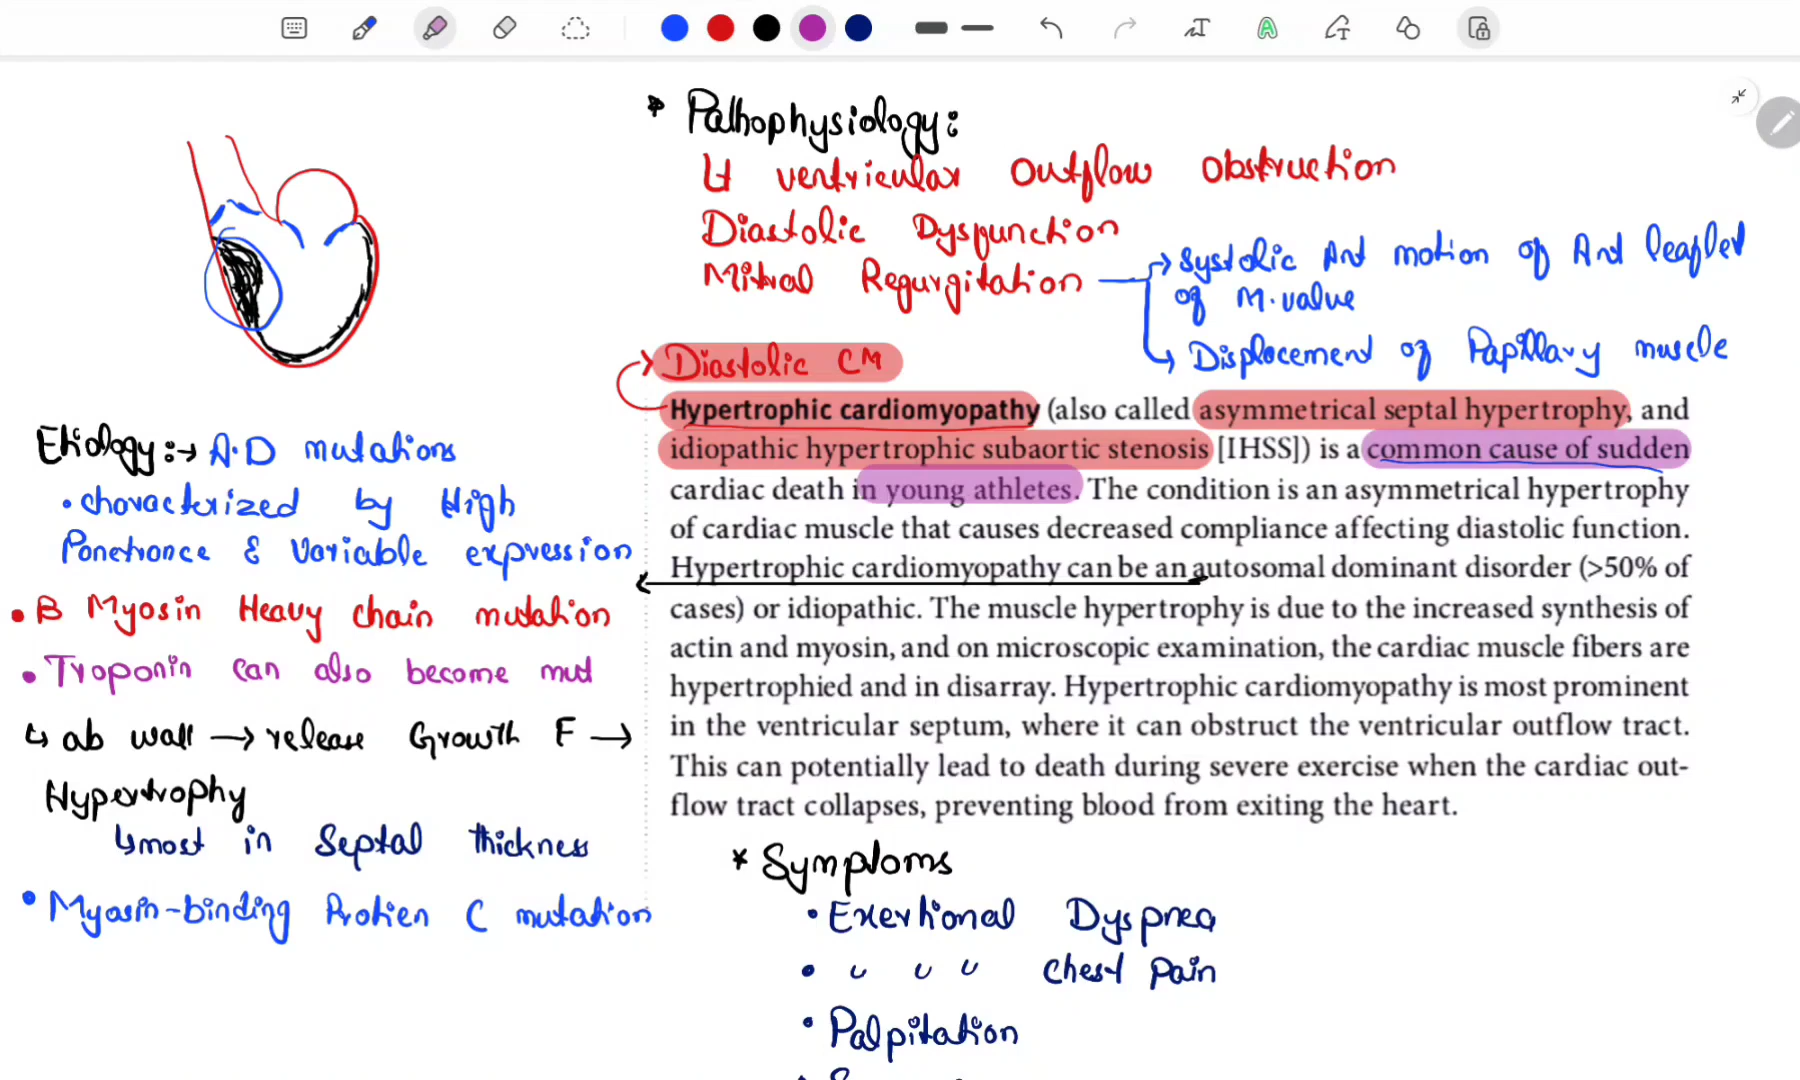 * Pathophysiology:
Lt ventricular Outflow Obstruction
Diastolic Dysfunction
Mitral Regurgitation
→ Systolic Ant motion of Ant leaflet
of M. valve
↳ Displacement of Papillary muscle
Diastolic CM
Hypertrophic cardiomyopathy (also called asymmetrical septal hypertrophy, and
idiopathic hypertrophic subaortic stenosis [IHSS]) is a common cause of sudden
cardiac death in young athletes. The condition is an asymmetrical hypertrophy
of cardiac muscle that causes decreased compliance affecting diastolic function.
Hypertrophic cardiomyopathy can be an autosomal dominant disorder (>50% of
cases) or idiopathic. The muscle hypertrophy is due to the increased synthesis of
actin and myosin, and on microscopic examination, the cardiac muscle fibers are
hypertrophied and in disarray. Hypertrophic cardiomyopathy is most prominent
in the ventricular septum, where it can obstruct the ventricular outflow tract.
This can potentially lead to death during severe exercise when the cardiac out-
flow tract collapses, preventing blood from exiting the heart.
Etiology:→ A.D mutations
• characterized by High
Penetrance & Variable expression
• B Myosin Heavy chain mutation
• Troponin can also become mut
↳ ab wall → release Growth F →
Hypertrophy
↳ most in Septal thickness
• Myosin-binding Protien C mutation
* Symptoms
• Exertional Dyspnea
• " " " Chest Pain
• Palpitation